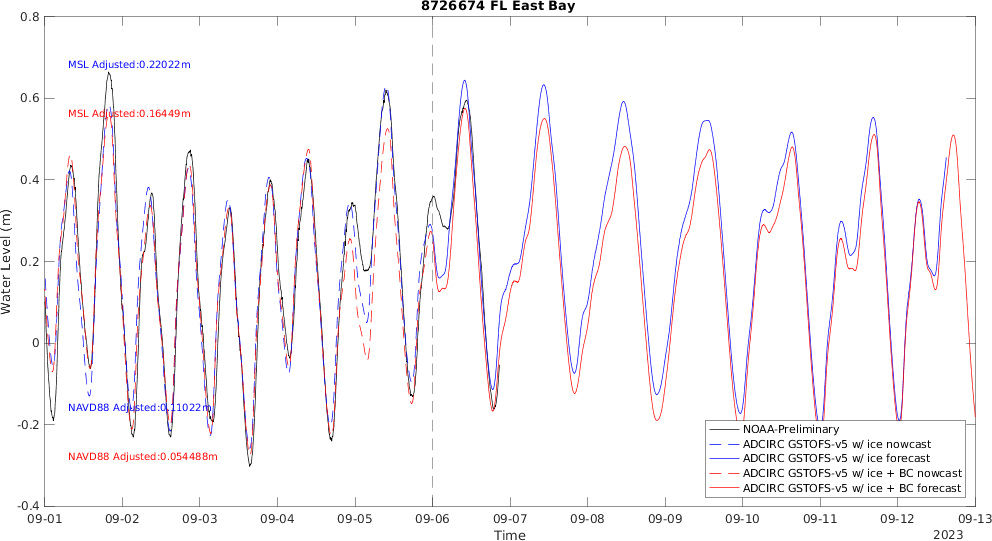 8726674 FL East Bay
Water Level (m)
0.8
0.6
0.4
0.2
0
-0.2
-0.4
MSL Adjusted:0.22022m
MSL Adjusted:0.16449m
NAVD88 Adjusted:0.11022m
NAVD88 Adjusted:0.054488m
NOAA-Preliminary
ADCIRC GSTOFS-v5 w/ ice nowcast
ADCIRC GSTOFS-v5 w/ ice forecast
ADCIRC GSTOFS-v5 w/ ice + BC nowcast
ADCIRC GSTOFS-v5 w/ ice + BC forecast
09-01 09-02 09-03 09-04 09-05 09-06 09-07 09-08 09-09 09-10 09-11 09-12 09-13
Time
2023